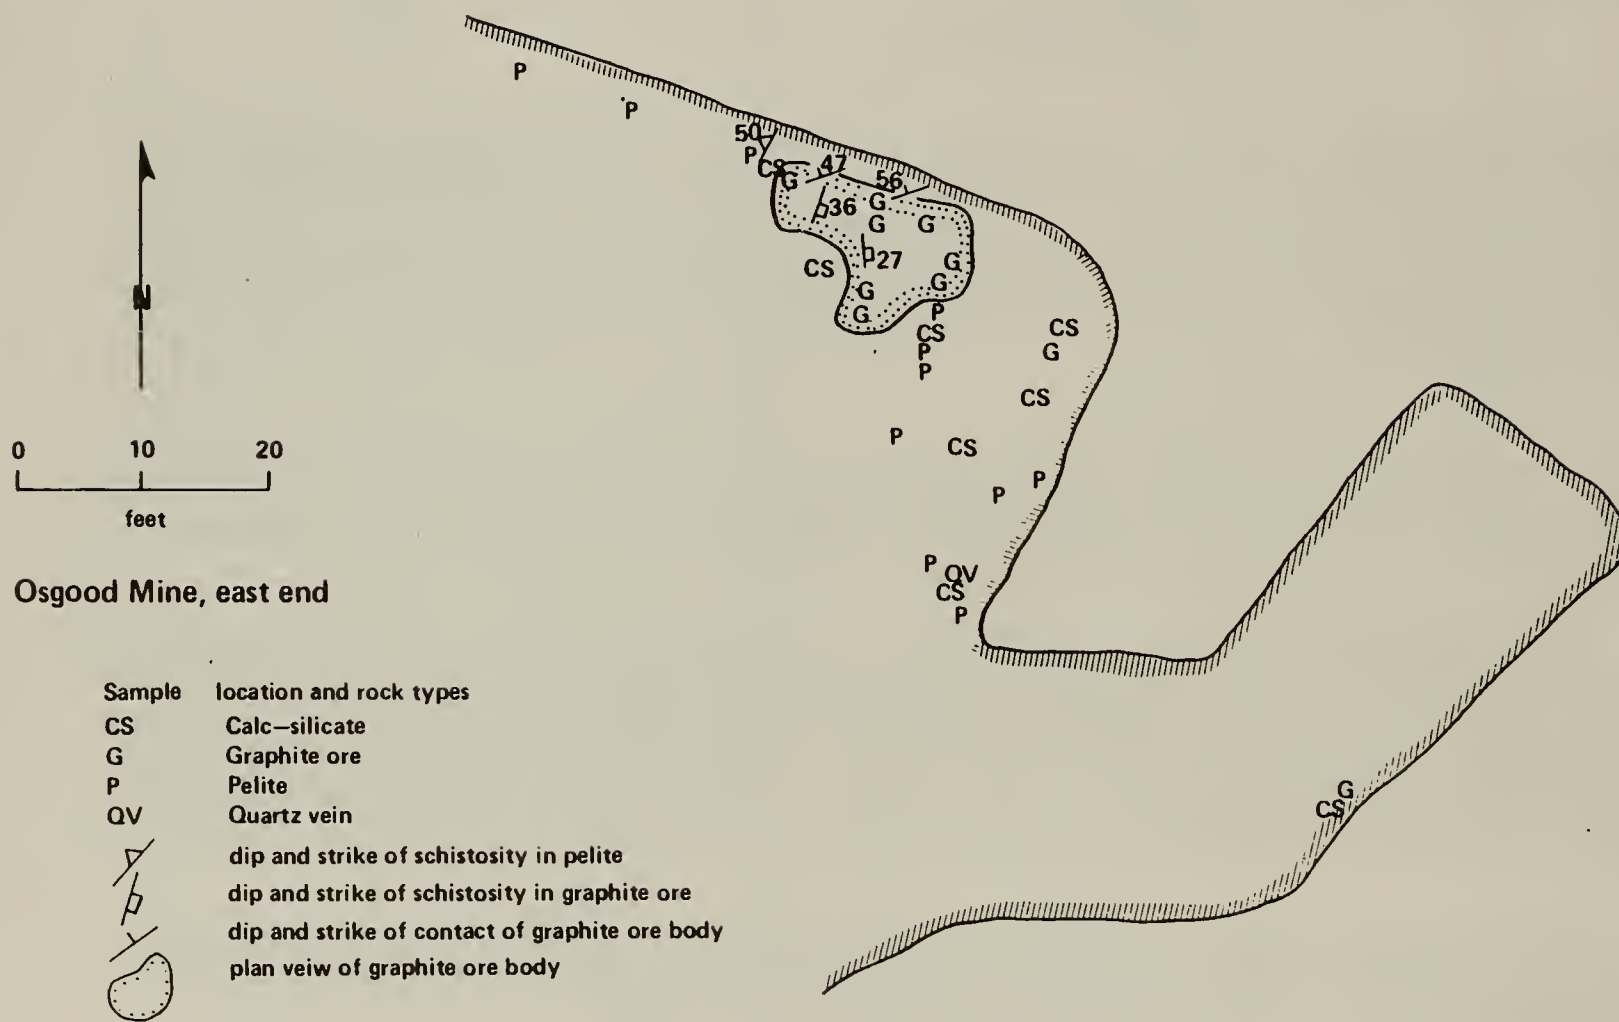 P
P
50
P
CS
G
47
56
36
G
G
G
27
CS
G
G
G
G
P
CS
P
P
CS
G
CS
P
CS
P
P
P
QV
CS
P
G
CS
N
0 10 20
feet
Osgood Mine, east end
Sample location and rock types
CS Calc-silicate
G Graphite ore
P Pelite
QV Quartz vein
dip and strike of schistosity in pelite
dip and strike of schistosity in graphite ore
dip and strike of contact of graphite ore body
plan veiw of graphite ore body